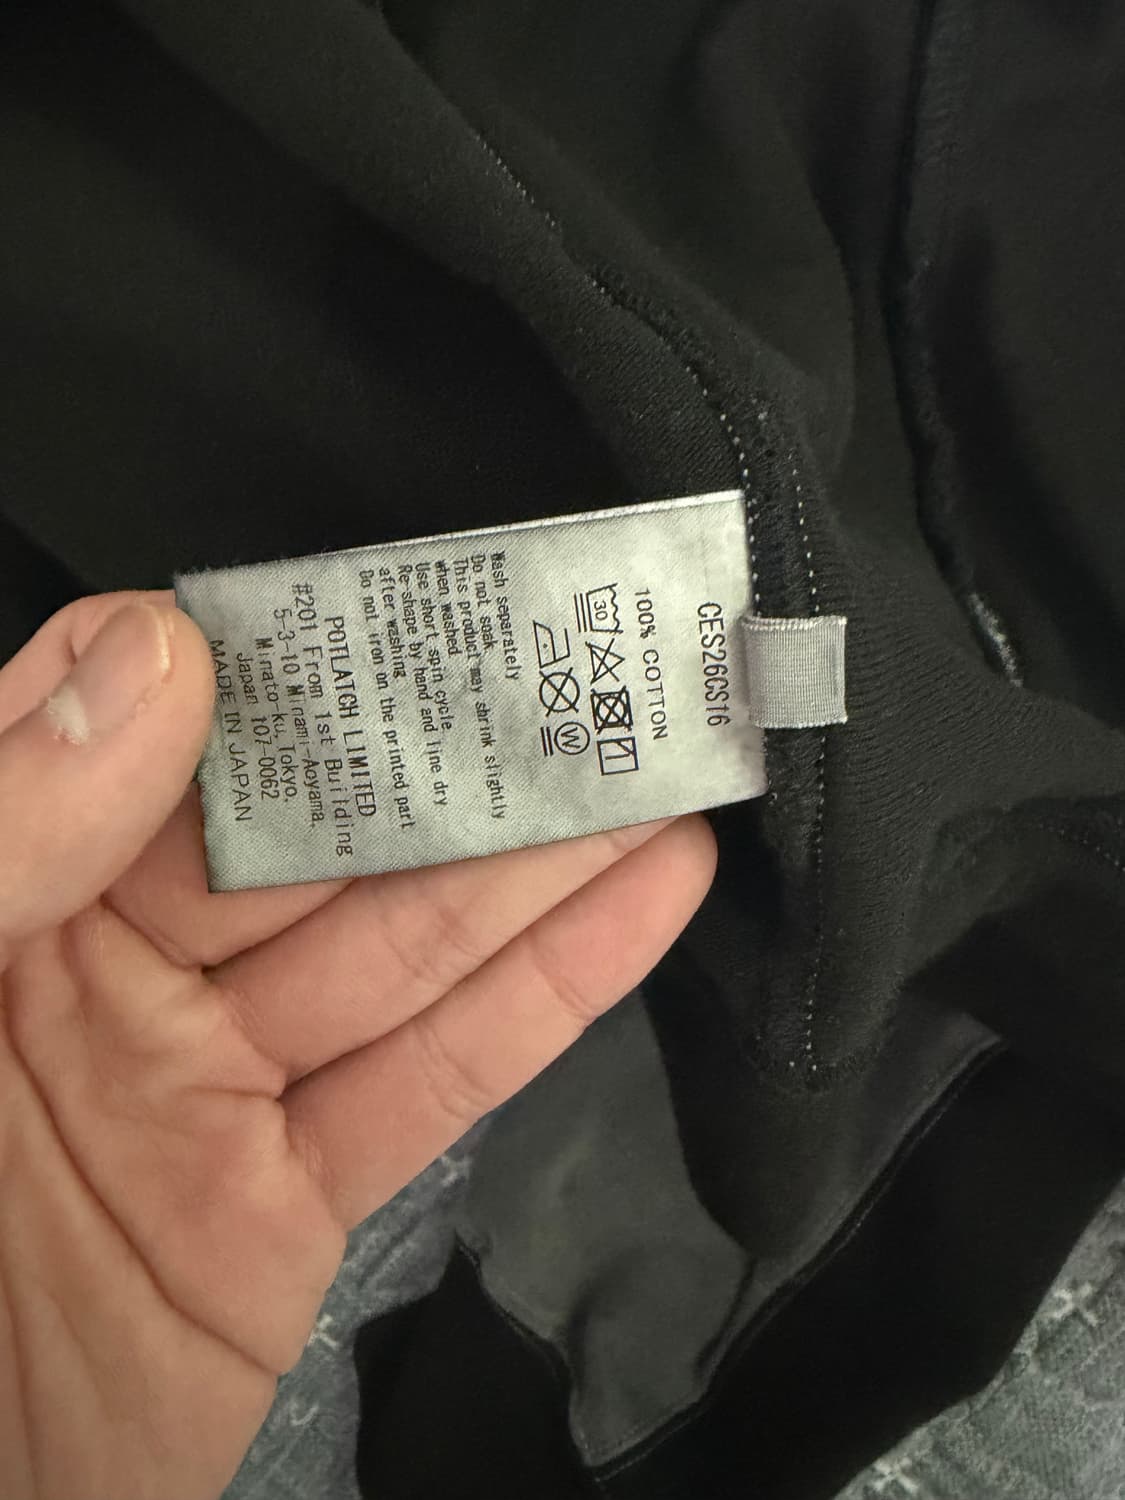 CES26CS16
100% COTTON
30
W
Wash separately
Do not soak.
This product may shrink slightly
when washed.
Use short spin cycle.
Re-shape by hand and line dry
after washing.
Do not iron on the printed part
POTLATCH LIMITED
#201 From 1st Building
5-3-10 Minami-Aoyama,
Minato-ku, Tokyo,
Japan 107-0062
MADE IN JAPAN